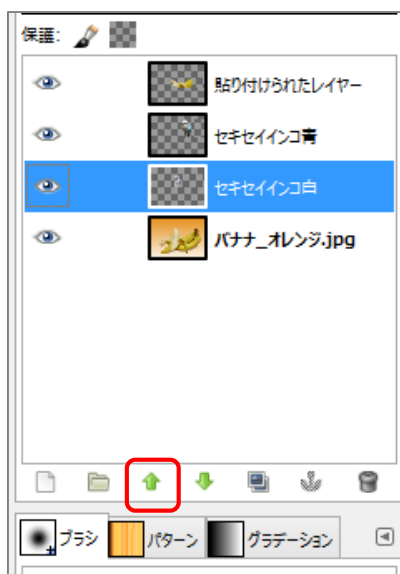 保護:
貼り付けられたレイヤー
セキセイインコ青
セキセイインコ白
バナナ_オレンジ.jpg
ブラシ パターン グラデーション